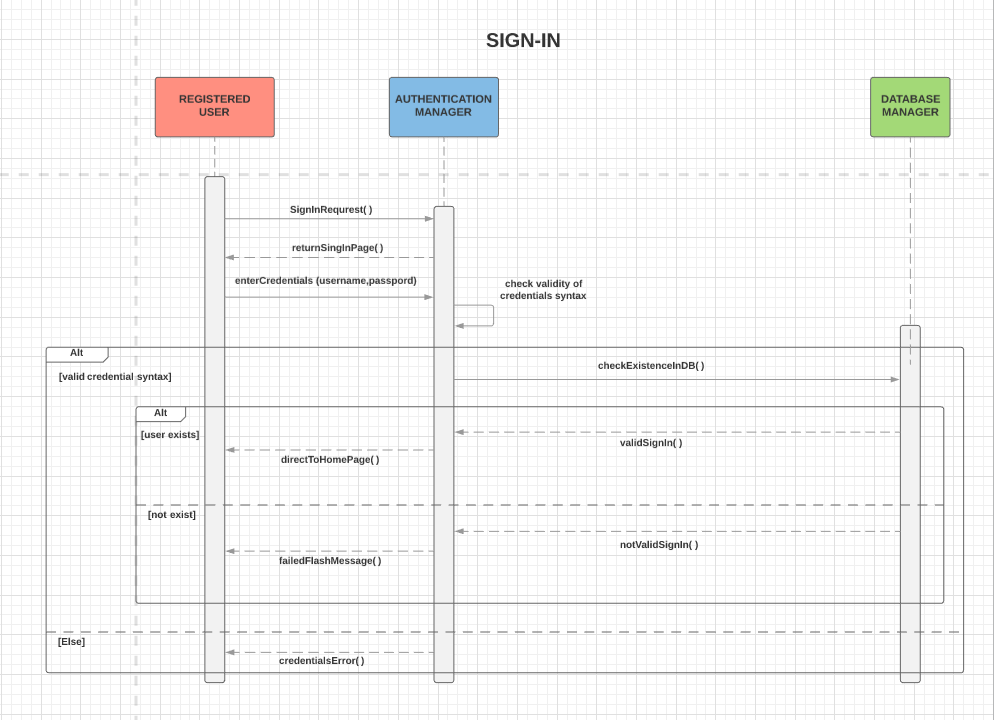 SIGN-IN
REGISTERED
USER
AUTHENTICATION
MANAGER
DATABASE
MANAGER
SignInRequrest( )
returnSingInPage( )
enterCredentials (username,passpord)
check validity of
credentials syntax
Alt
checkExistenceInDB( )
[valid credential syntax]
Alt
[user exists]
validSignIn( )
directToHomePage( )
[not exist]
notValidSignIn( )
failedFlashMessage( )
[Else]
credentialsError( )